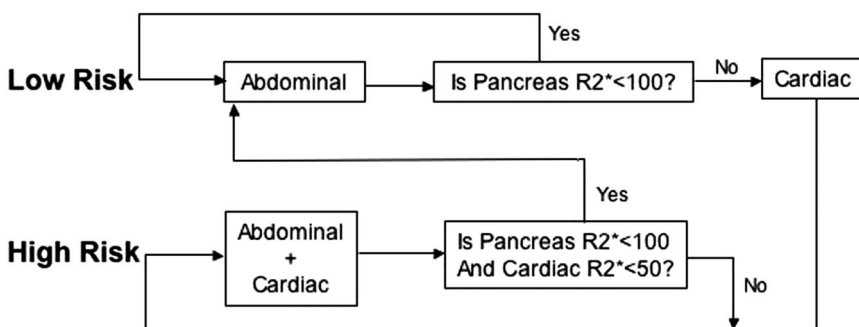 Yes
Low Risk
Abdominal
Is Pancreas R2*<100?
No
Cardiac
Yes
High Risk
Abdominal
+
Cardiac
Is Pancreas R2*<100
And Cardiac R2*<50?
No